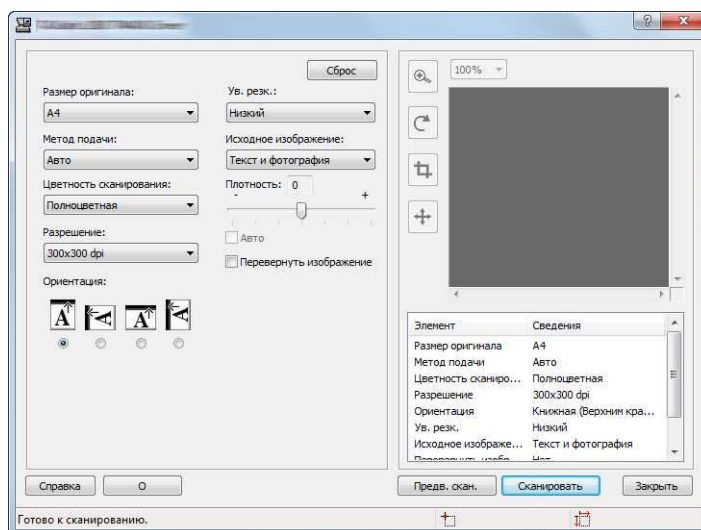 Сброс
Размер оригинала:
A4
Метод подачи:
Авто
Цветность сканирования:
Полноцветная
Разрешение:
300x300 dpi
Ориентация:
A A A A
Ув. резк.:
Низкий
Исходное изображение:
Текст и фотография
Плотность: 0
- +
Авто
Перевернуть изображение
100%
Элемент Сведения
Размер оригинала A4
Метод подачи Авто
Цветность сканиро... Полноцветная
Разрешение 300x300 dpi
Ориентация Книжная (Верхним кра...
Ув. резк. Низкий
Исходное изображе... Текст и фотография
Перевернуть изобр... Нет
Справка
О
Предв. скан.
Сканировать
Закрыть
Готово к сканированию.